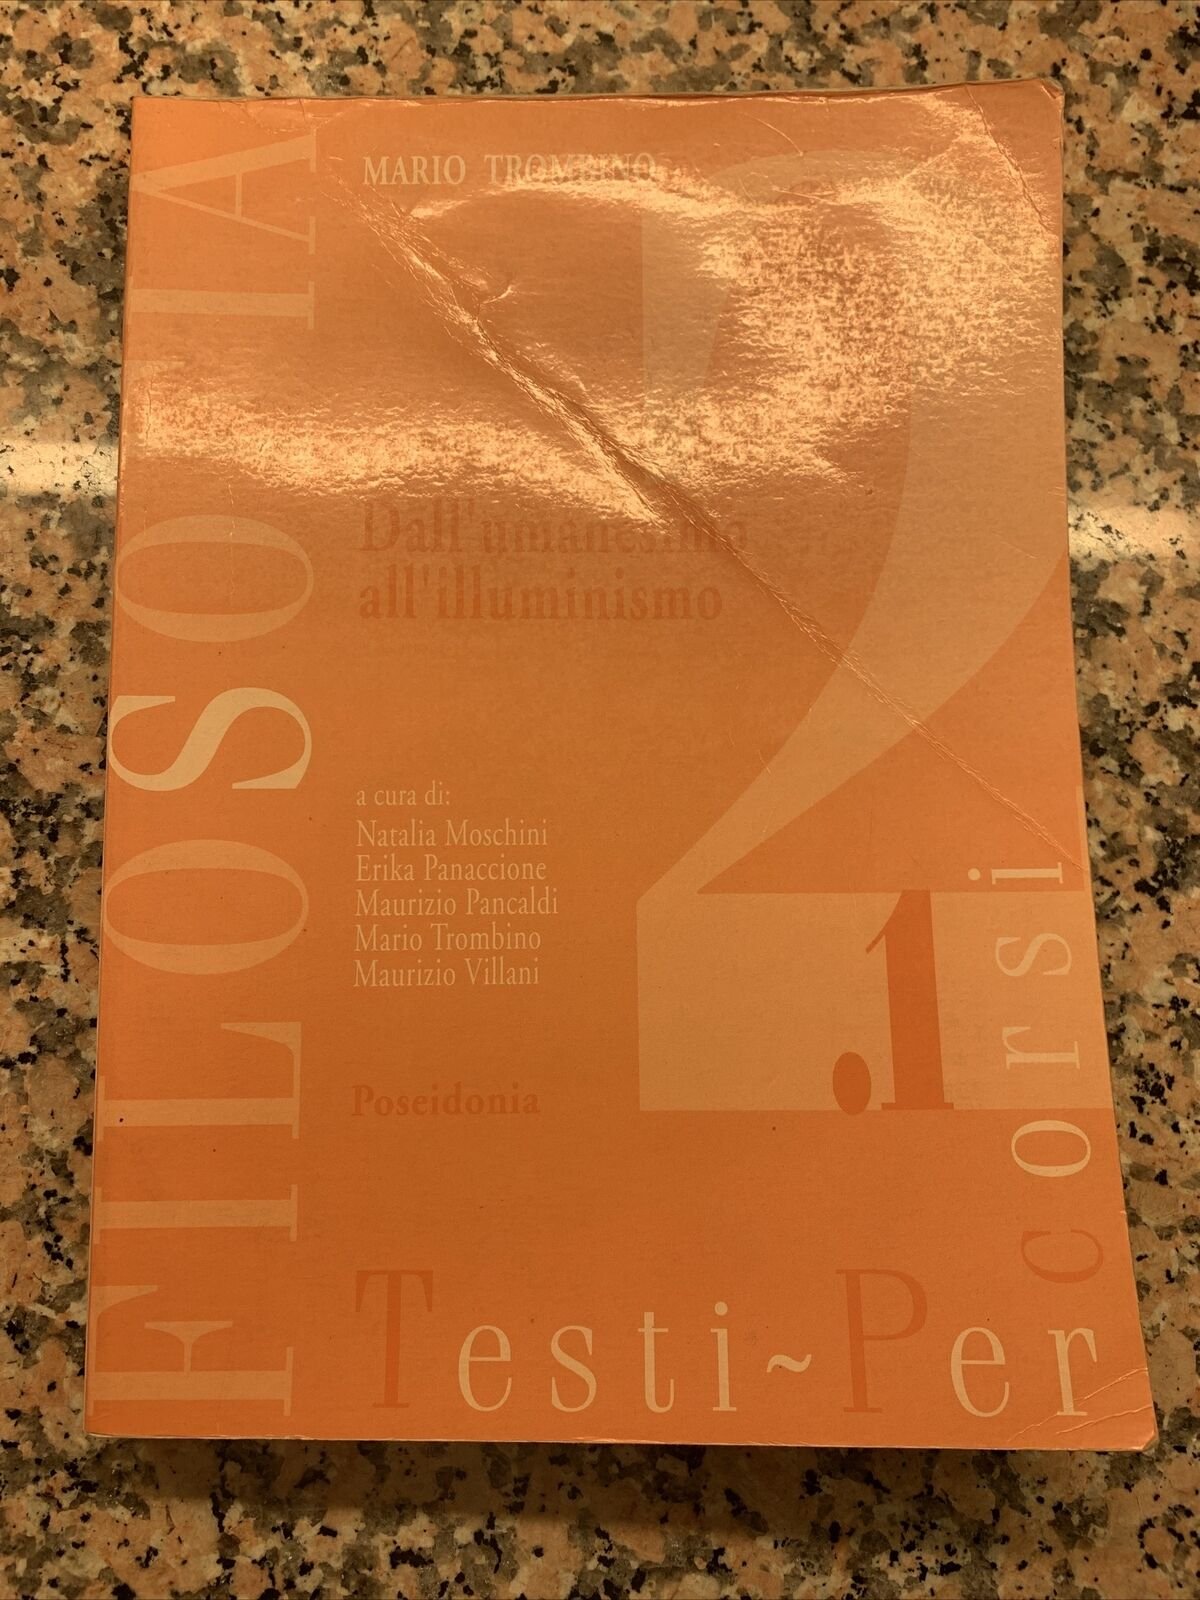 MARIO TROMBINO
FILOSOFIA
Dall'umanesimo
all'illuminismo
a cura di:
Natalia Moschini
Erika Panaccione
Maurizio Pancaldi
Mario Trombino
Maurizio Villani
2
.1
Poseidonia
Testi~Percorsi